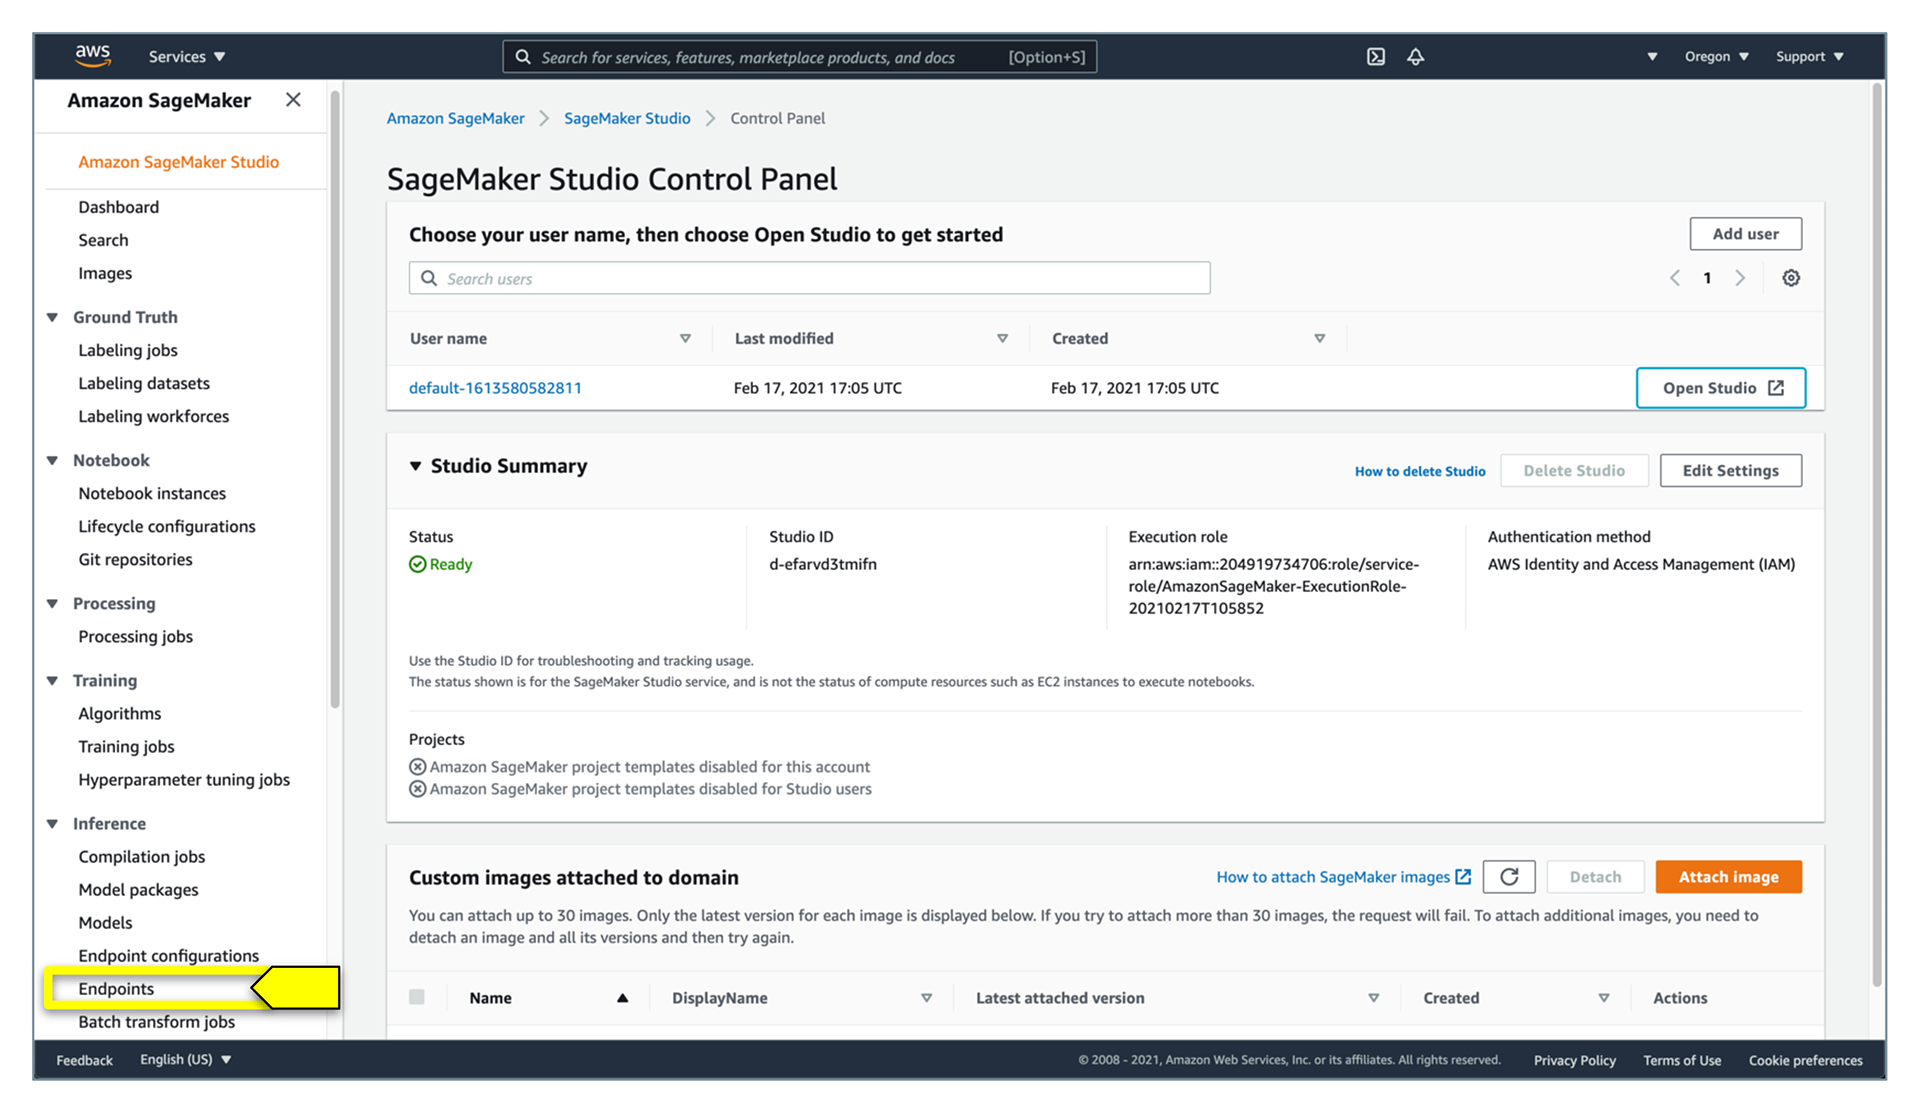 aws
Services
Search for services, features, marketplace products, and docs [Option+S]
Oregon
Support
Amazon SageMaker
Amazon SageMaker Studio
Dashboard
Search
Images
Ground Truth
Labeling jobs
Labeling datasets
Labeling workforces
Notebook
Notebook instances
Lifecycle configurations
Git repositories
Processing
Processing jobs
Training
Algorithms
Training jobs
Hyperparameter tuning jobs
Inference
Compilation jobs
Model packages
Models
Endpoint configurations
Endpoints
Batch transform jobs
Amazon SageMaker > SageMaker Studio > Control Panel
SageMaker Studio Control Panel
Choose your user name, then choose Open Studio to get started
Add user
Search users
1
User name Last modified Created
default-1613580582811 Feb 17, 2021 17:05 UTC Feb 17, 2021 17:05 UTC Open Studio
Studio Summary
How to delete Studio Delete Studio Edit Settings
Status
Ready
Studio ID
d-efarvd3tmifn
Execution role
arn:aws:iam::204919734706:role/service-
role/AmazonSageMaker-ExecutionRole-
20210217T105852
Authentication method
AWS Identity and Access Management (IAM)
Use the Studio ID for troubleshooting and tracking usage.
The status shown is for the SageMaker Studio service, and is not the status of compute resources such as EC2 instances to execute notebooks.
Projects
Amazon SageMaker project templates disabled for this account
Amazon SageMaker project templates disabled for Studio users
Custom images attached to domain
How to attach SageMaker images Detach Attach image
You can attach up to 30 images. Only the latest version for each image is displayed below. If you try to attach more than 30 images, the request will fail. To attach additional images, you need to
detach an image and all its versions and then try again.
Name DisplayName Latest attached version Created Actions
Feedback English (US) © 2008 - 2021, Amazon Web Services, Inc. or its affiliates. All rights reserved. Privacy Policy Terms of Use Cookie preferences